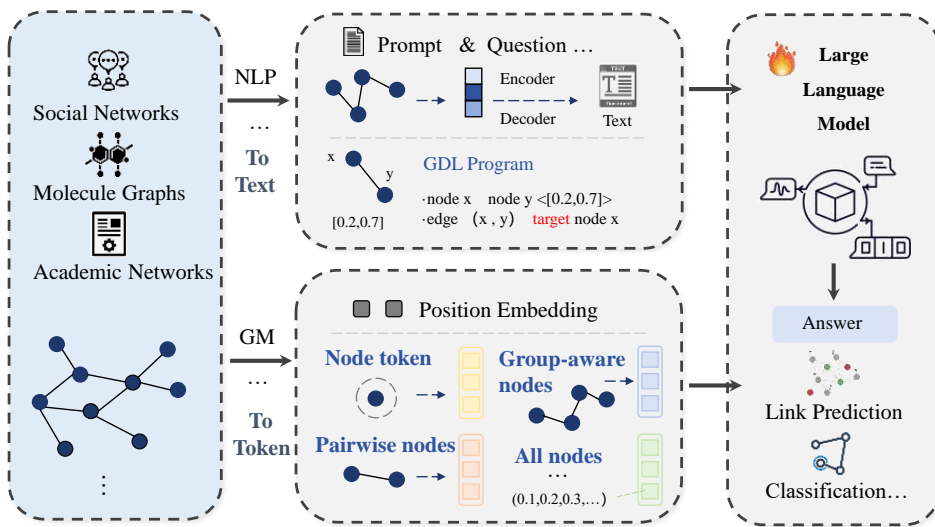 Social Networks
Molecule Graphs
Academic Networks
⋮
NLP
…
To
Text
GM
…
To
Token
Prompt & Question …
Encoder
Decoder
TEXT
T
Text
x
y
[0.2,0.7]
GDL Program
·node x node y <[0.2,0.7]>
·edge (x , y) target node x
Position Embedding
Node token
Group-aware
nodes
Pairwise nodes
All nodes
…
(0.1,0.2,0.3,…)
Large
Language
Model
Answer
Link Prediction
Classification…